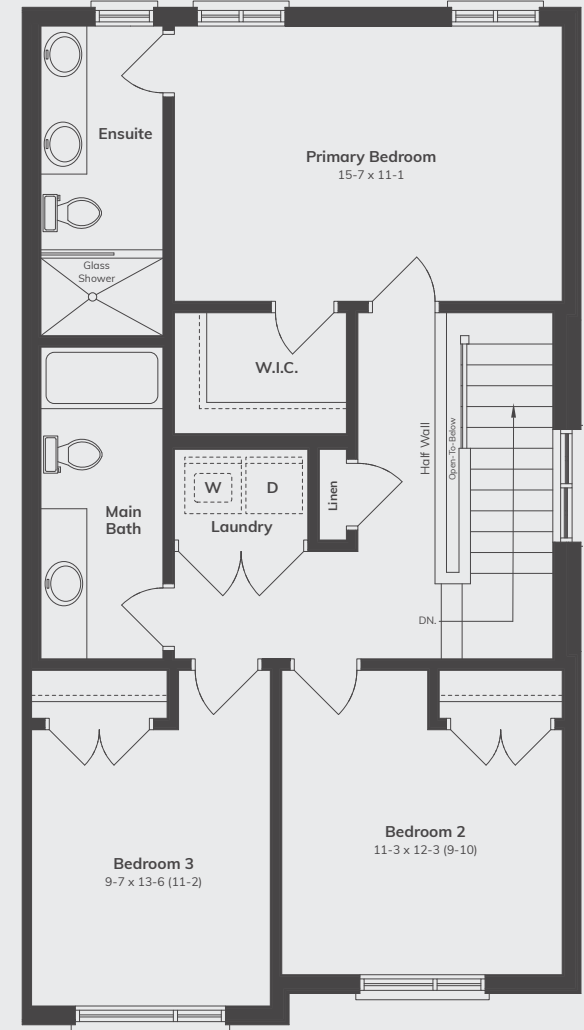 Ensuite
Primary Bedroom
15-7 x 11-1
Glass
Shower
W.I.C.
Half Wall
Open-To-Below
W
D
Linen
Laundry
Main
Bath
DN.
Bedroom 2
11-3 x 12-3 (9-10)
Bedroom 3
9-7 x 13-6 (11-2)